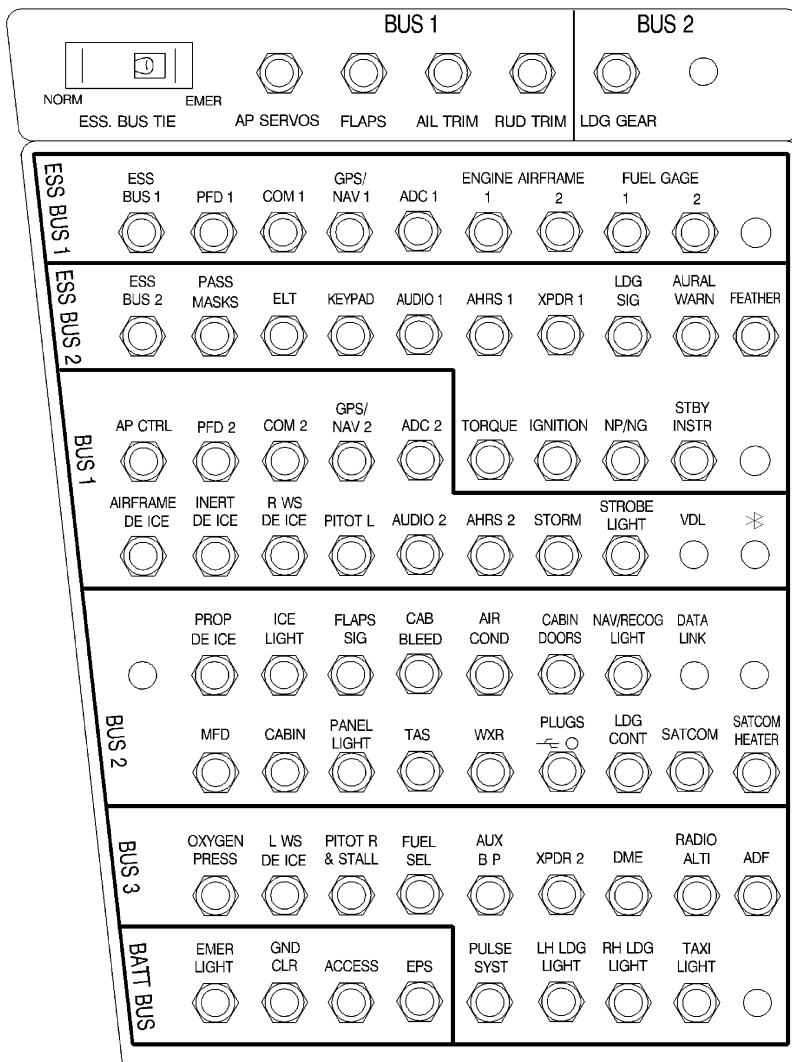 BUS 1
BUS 2
NORM
EMER
ESS. BUS TIE
AP SERVOS
FLAPS
AIL TRIM
RUD TRIM
LDG GEAR
ESS BUS 1
ESS
BUS 1
PFD 1
COM 1
GPS/
NAV 1
ADC 1
ENGINE AIRFRAME
1
2
FUEL GAGE
1
2
ESS BUS 2
ESS
BUS 2
PASS
MASKS
ELT
KEYPAD
AUDIO 1
AHRS 1
XPDR 1
LDG
SIG
AURAL
WARN
FEATHER
BUS 1
AP CTRL
PFD 2
COM 2
GPS/
NAV 2
ADC 2
TORQUE
IGNITION
NP/NG
STBY
INSTR
AIRFRAME
DE ICE
INERT
DE ICE
R WS
DE ICE
PITOT L
AUDIO 2
AHRS 2
STORM
STROBE
LIGHT
VDL
BUS 2
PROP
DE ICE
ICE
LIGHT
FLAPS
SIG
CAB
BLEED
AIR
COND
CABIN
DOORS
NAV/RECOG
LIGHT
DATA
LINK
MFD
CABIN
PANEL
LIGHT
TAS
WXR
PLUGS
LDG
CONT
SATCOM
SATCOM
HEATER
BUS 3
OXYGEN
PRESS
L WS
DE ICE
PITOT R
& STALL
FUEL
SEL
AUX
B P
XPDR 2
DME
RADIO
ALTI
ADF
BATT BUS
EMER
LIGHT
GND
CLR
ACCESS
EPS
PULSE
SYST
LH LDG
LIGHT
RH LDG
LIGHT
TAXI
LIGHT